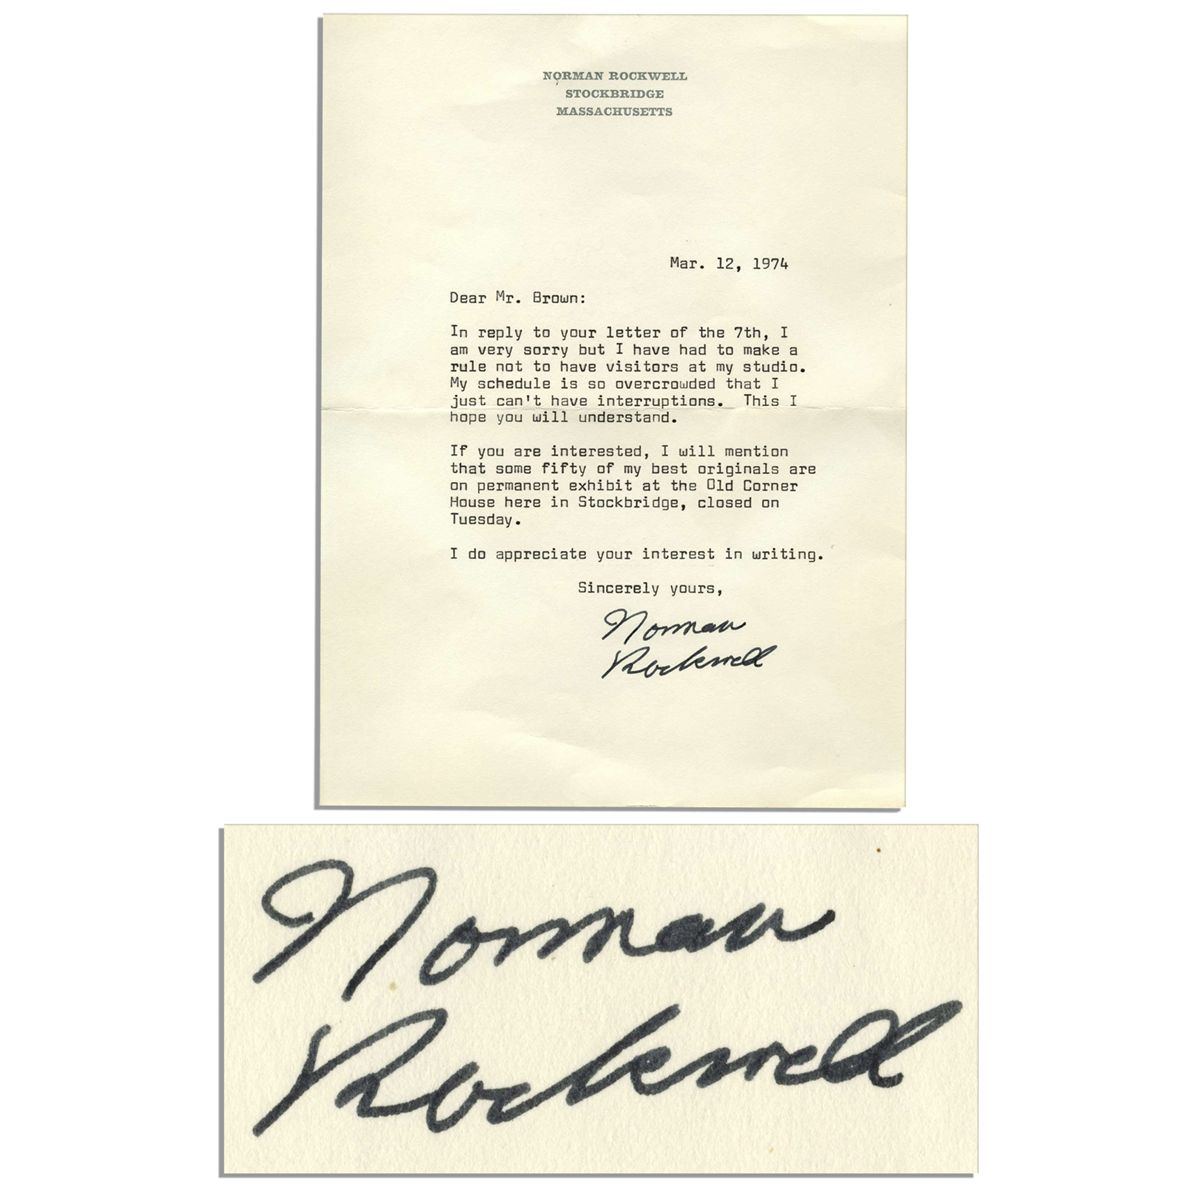 NORMAN ROCKWELL
STOCKBRIDGE
MASSACHUSETTS
Mar. 12, 1974
Dear Mr. Brown:
In reply to your letter of the 7th, I
am very sorry but I have had to make a
rule not to have visitors at my studio.
My schedule is so overcrowded that I
just can't have interruptions. This I
hope you will understand.
If you are interested, I will mention
that some fifty of my best originals are
on permanent exhibit at the Old Corner
House here in Stockbridge, closed on
Tuesday.
I do appreciate your interest in writing.
Sincerely yours,
Norman
Rockwell
Norman
Rockwell